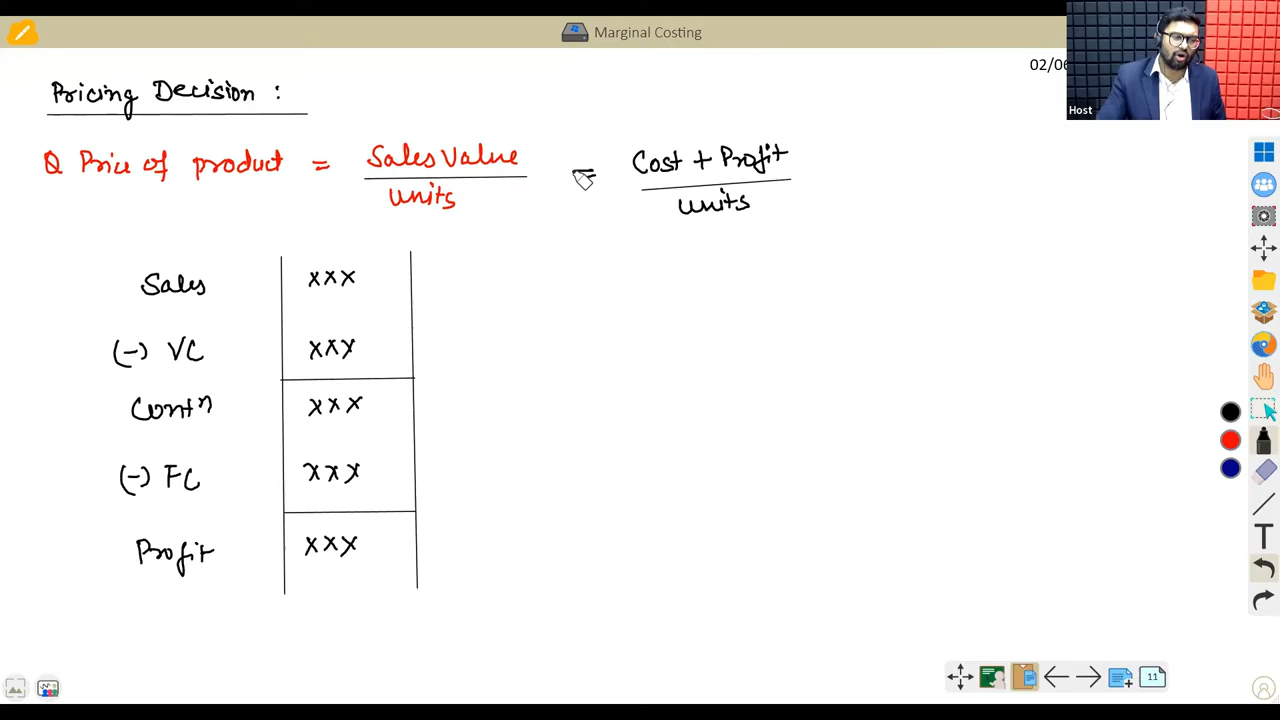 Marginal Costing
02/06
Host
Pricing Decision :
Q Price of product = Sales Value / units = Cost + Profit / units
Sales xxx
(-) VC xxx
Contn xxx
(-) FC xxx
Profit xxx
11